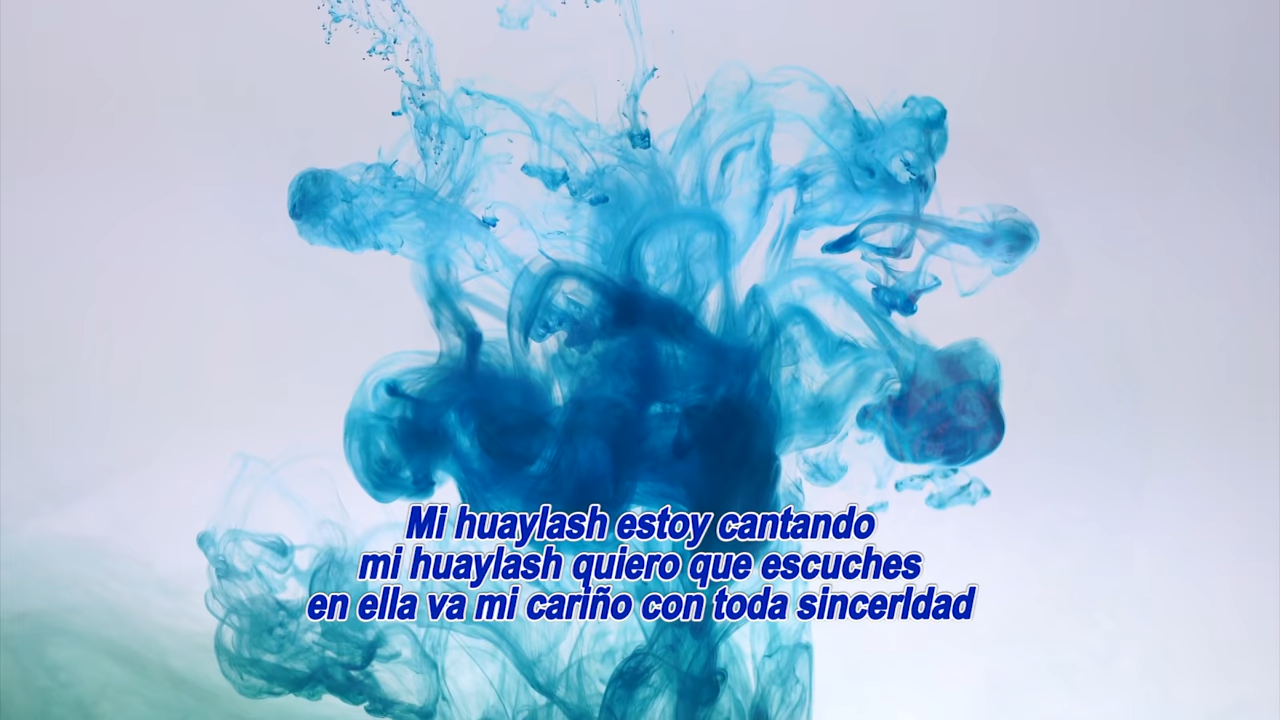 Mi huaylash estoy cantando
mi huaylash quiero que escuches
en ella va mi cariño con toda sincerIdad